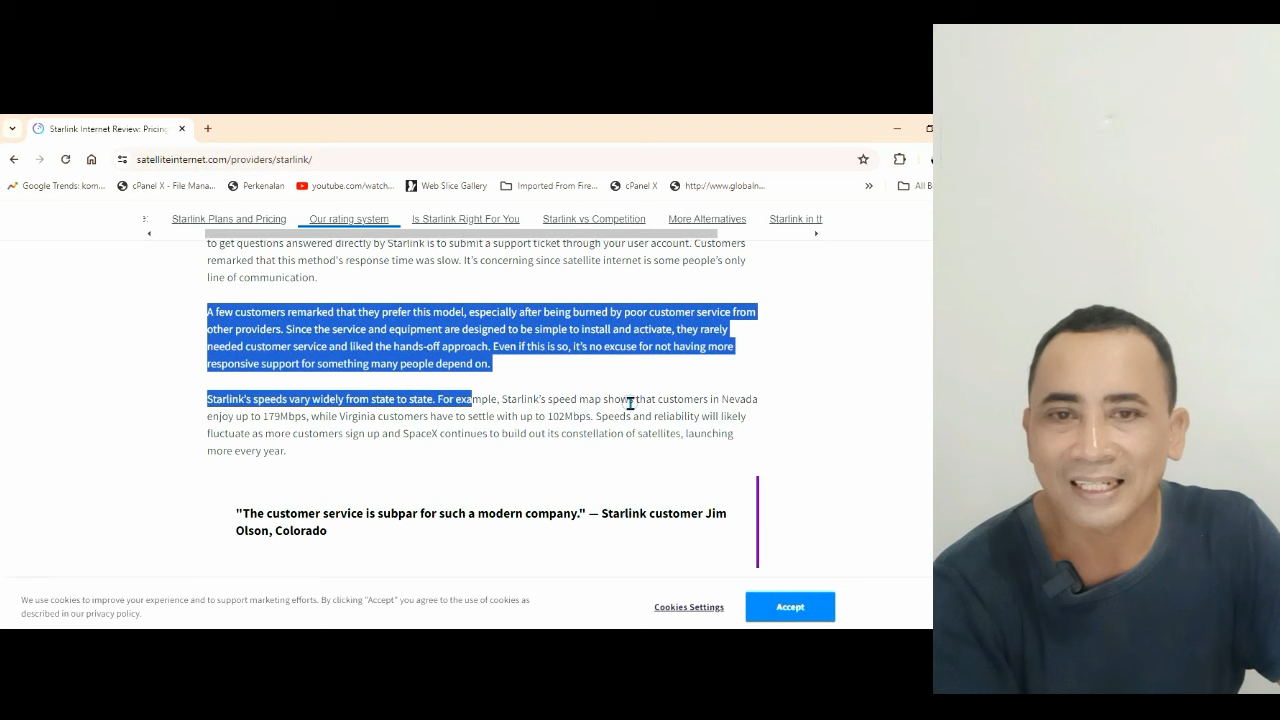 Starlink Internet Review: Pricing
satelliteinternet.com/providers/starlink/
Google Trends: kom...
cPanel X - File Mana...
Perkenalan
youtube.com/watch...
Web Slice Gallery
Imported From Fire...
cPanel X
http://www.globaln...
All B
Starlink Plans and Pricing
Our rating system
Is Starlink Right For You
Starlink vs Competition
More Alternatives
Starlink in th
to get questions answered directly by Starlink is to submit a support ticket through your user account. Customers
remarked that this method's response time was slow. It's concerning since satellite internet is some people's only
line of communication.
A few customers remarked that they prefer this model, especially after being burned by poor customer service from
other providers. Since the service and equipment are designed to be simple to install and activate, they rarely
needed customer service and liked the hands-off approach. Even if this is so, it's no excuse for not having more
responsive support for something many people depend on.
Starlink's speeds vary widely from state to state. For example, Starlink's speed map shows that customers in Nevada
enjoy up to 179Mbps, while Virginia customers have to settle with up to 102Mbps. Speeds and reliability will likely
fluctuate as more customers sign up and SpaceX continues to build out its constellation of satellites, launching
more every year.
"The customer service is subpar for such a modern company." — Starlink customer Jim
Olson, Colorado
We use cookies to improve your experience and to support marketing efforts. By clicking "Accept" you agree to the use of cookies as
described in our privacy policy.
Cookies Settings
Accept